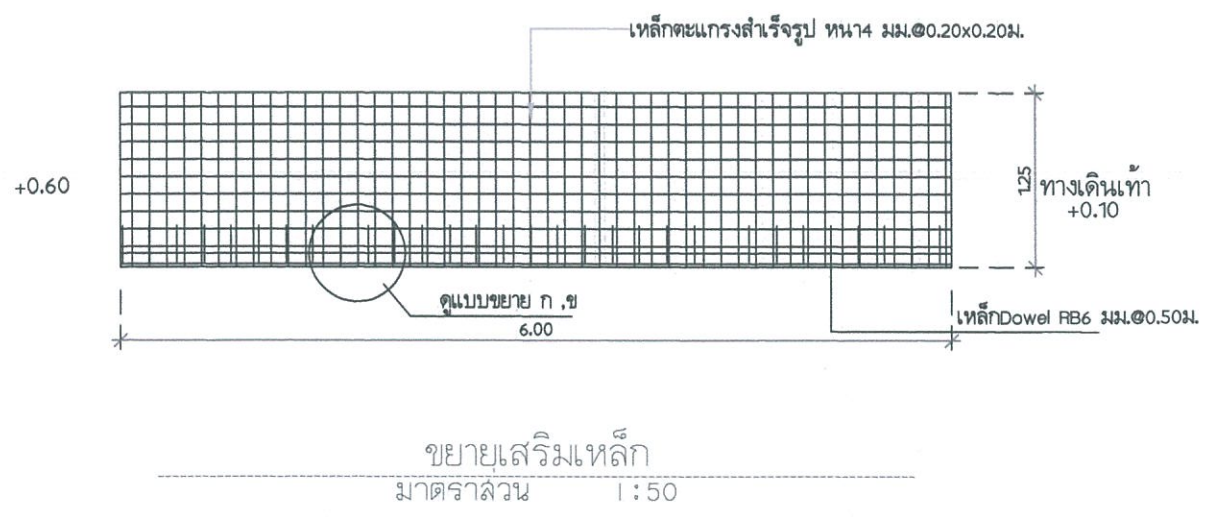 เหล็กตะแกรงสำเร็จรูป หนา4 มม.@0.20x0.20ม.
+0.60
1.25
ทางเดินเท้า
+0.10
ดูแบบขยาย ก ,ข
6.00
เหล็กDowel RB6 มม.@0.50ม.
ขยายเสริมเหล็ก
มาตราส่วน 1:50